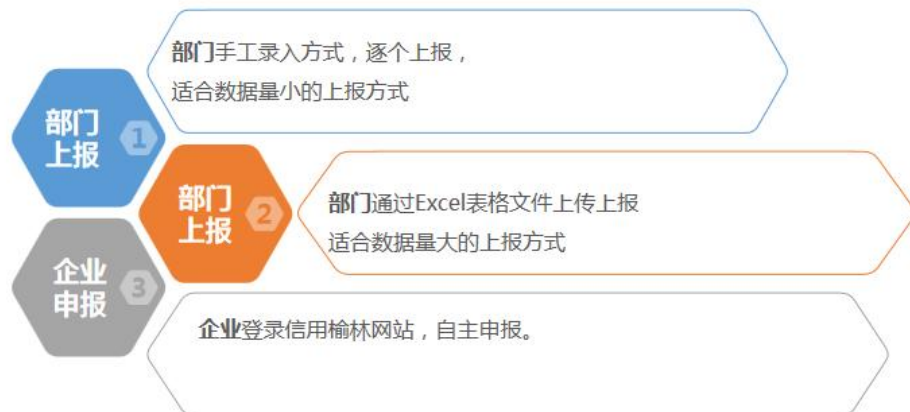 部门手工录入方式，逐个上报，
适合数据量小的上报方式
部门
上报
1
部门
上报
2
部门通过Excel表格文件上传上报
适合数据量大的上报方式
企业
申报
3
企业登录信用榆林网站，自主申报。